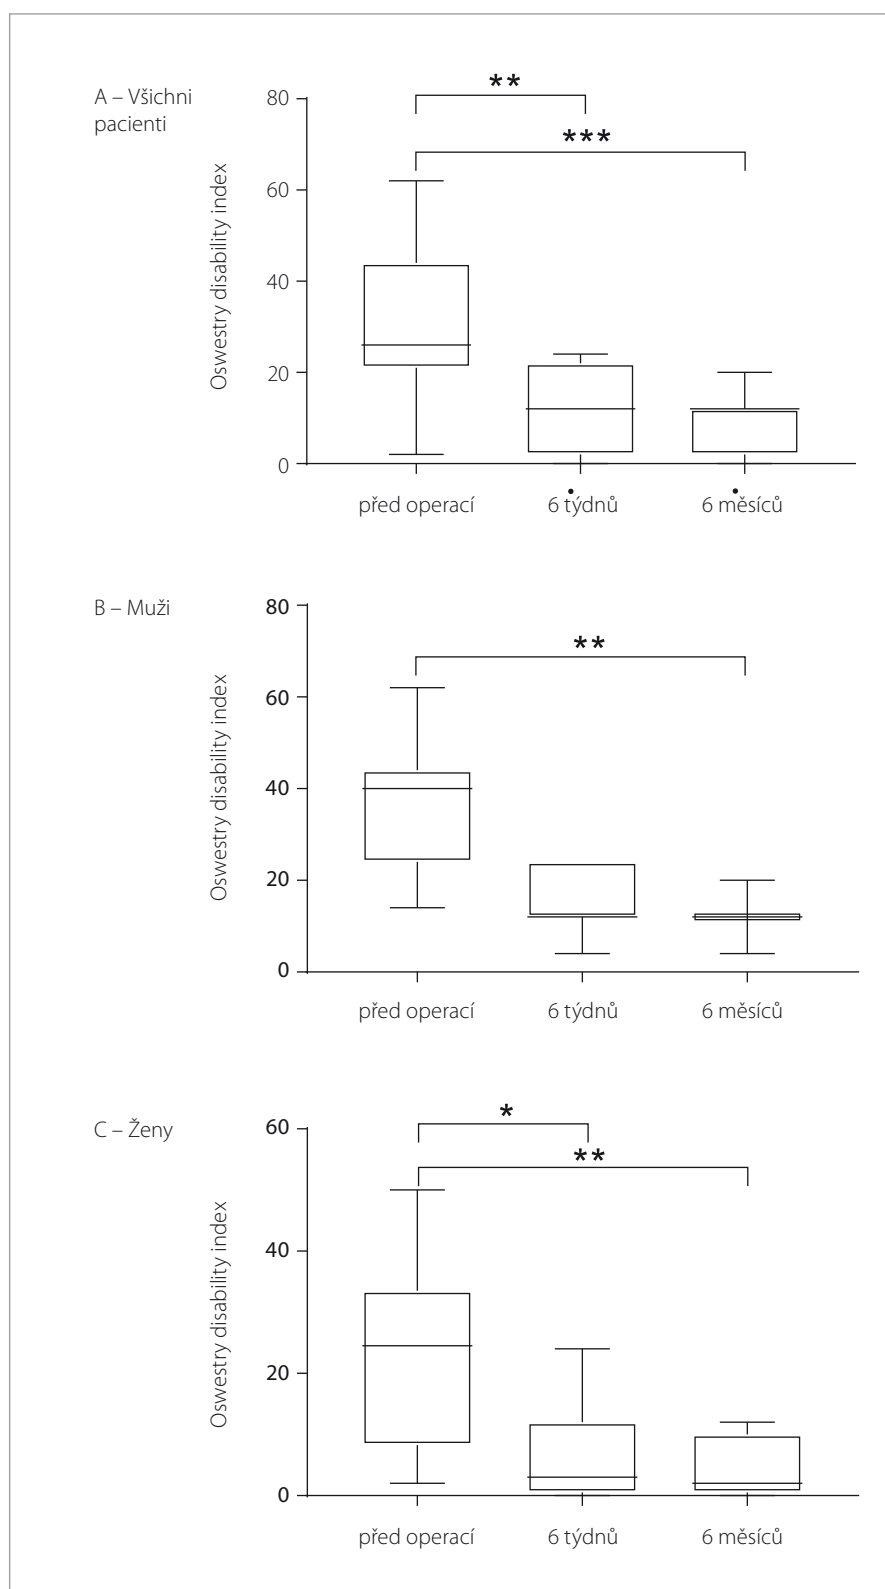 A – Všichni
pacienti
Oswestry disability index
80
60
40
20
0
**
***
před operací
6 týdnů
6 měsíců
B – Muži
Oswestry disability index
80
60
40
20
0
**
před operací
6 týdnů
6 měsíců
C – Ženy
Oswestry disability index
60
40
20
0
*
**
před operací
6 týdnů
6 měsíců